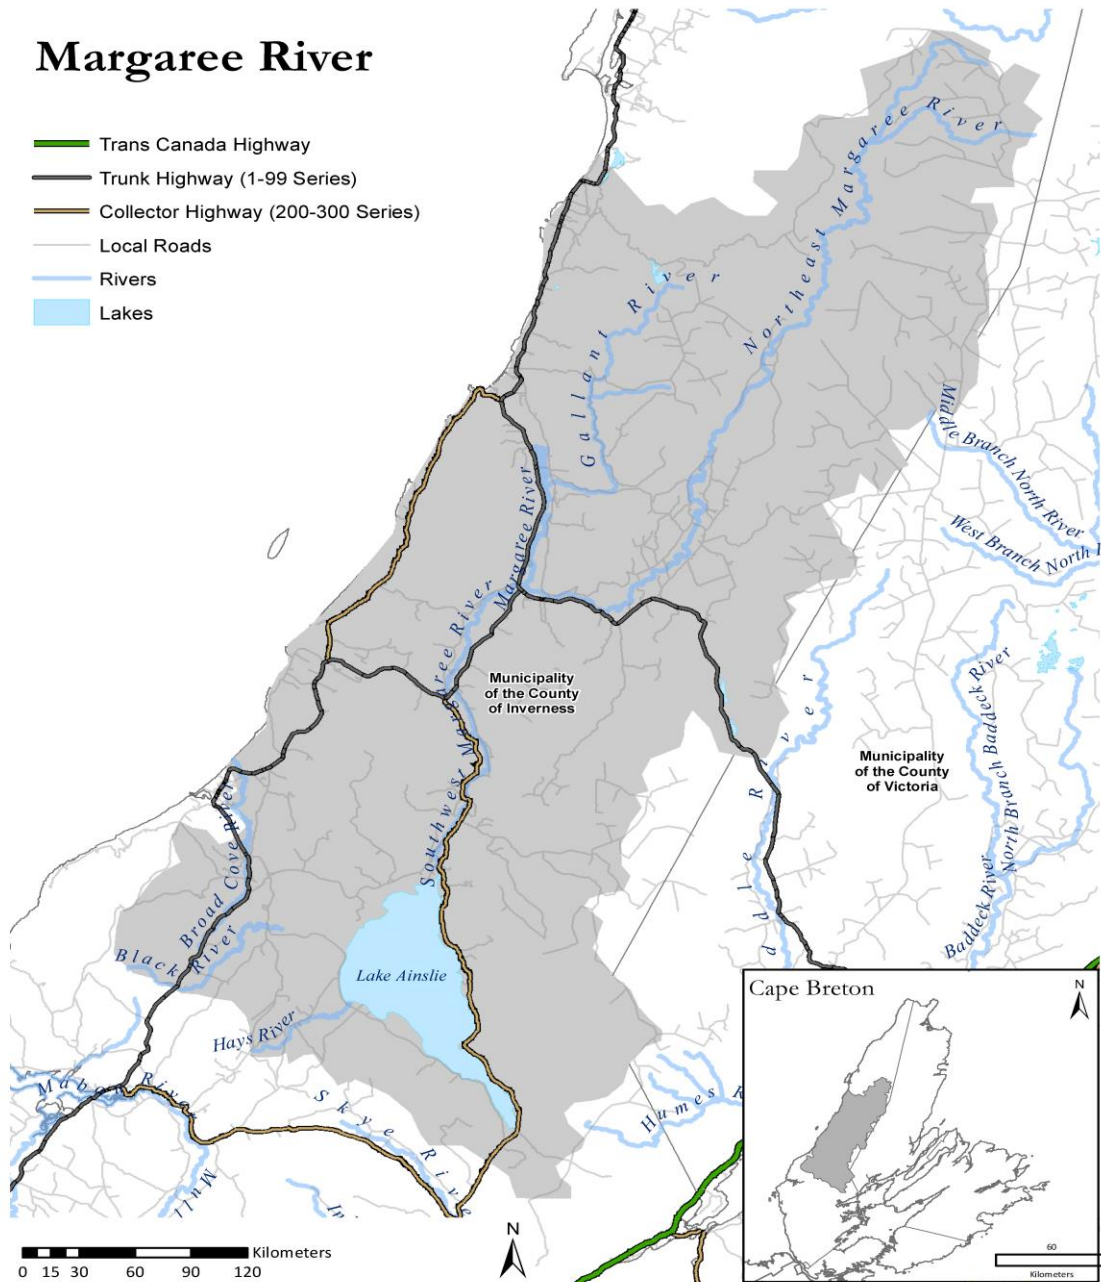 Margaree River
Trans Canada Highway
Trunk Highway (1-99 Series)
Collector Highway (200-300 Series)
Local Roads
Rivers
Lakes
Northeast Margaree River
Gallant River
Margaree River
Southwest Margaree River
Middle Branch North River
West Branch North
Municipality
of the County
of Inverness
Municipality
of the County
of Victoria
North Branch Baddeck River
Baddeck River
ddle River
Broad Cove River
Black River
Lake Ainslie
Hays River
Mabou River
Skye Rive
Mull
Humes R
Cape Breton
N
60
Kilometers
N
Kilometers
0 15 30 60 90 120